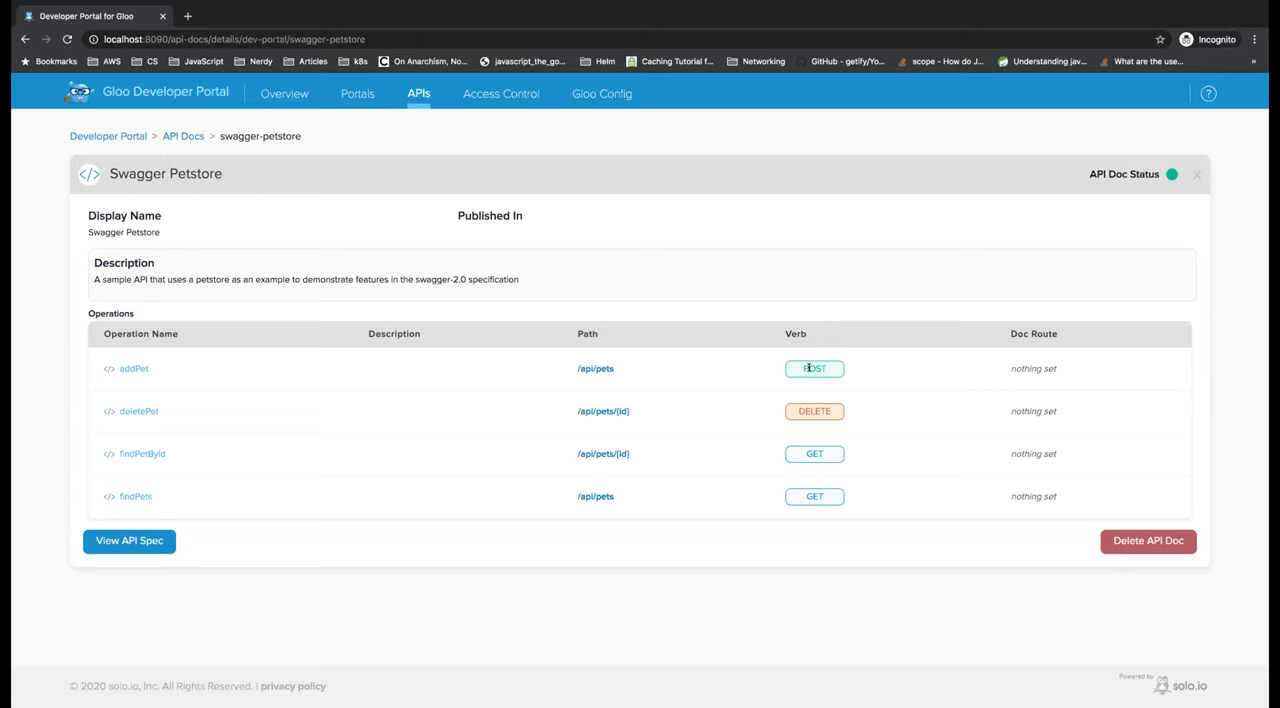 Developer Portal for Gloo
localhost:8090/api-docs/details/dev-portal/swagger-petstore
Incognito
Bookmarks AWS CS JavaScript Nerdy Articles k8s On Anarchism, No... javascript_the_go... Helm Caching Tutorial f... Networking GitHub - getify/Yo... scope - How do J... Understanding jav... What are the use... »
Gloo Developer Portal Overview Portals APIs Access Control Gloo Config ?
Developer Portal > API Docs > swagger-petstore
</> Swagger Petstore API Doc Status X
Display Name Published In
Swagger Petstore
Description
A sample API that uses a petstore as an example to demonstrate features in the swagger-2.0 specification
Operations
Operation Name Description Path Verb Doc Route
</> addPet /api/pets POST nothing set
</> deletePet /api/pets/{id} DELETE nothing set
</> findPetById /api/pets/{id} GET nothing set
</> findPets /api/pets GET nothing set
View API Spec Delete API Doc
© 2020 solo.io, Inc. All Rights Reserved. | privacy policy
Powered by
solo.io